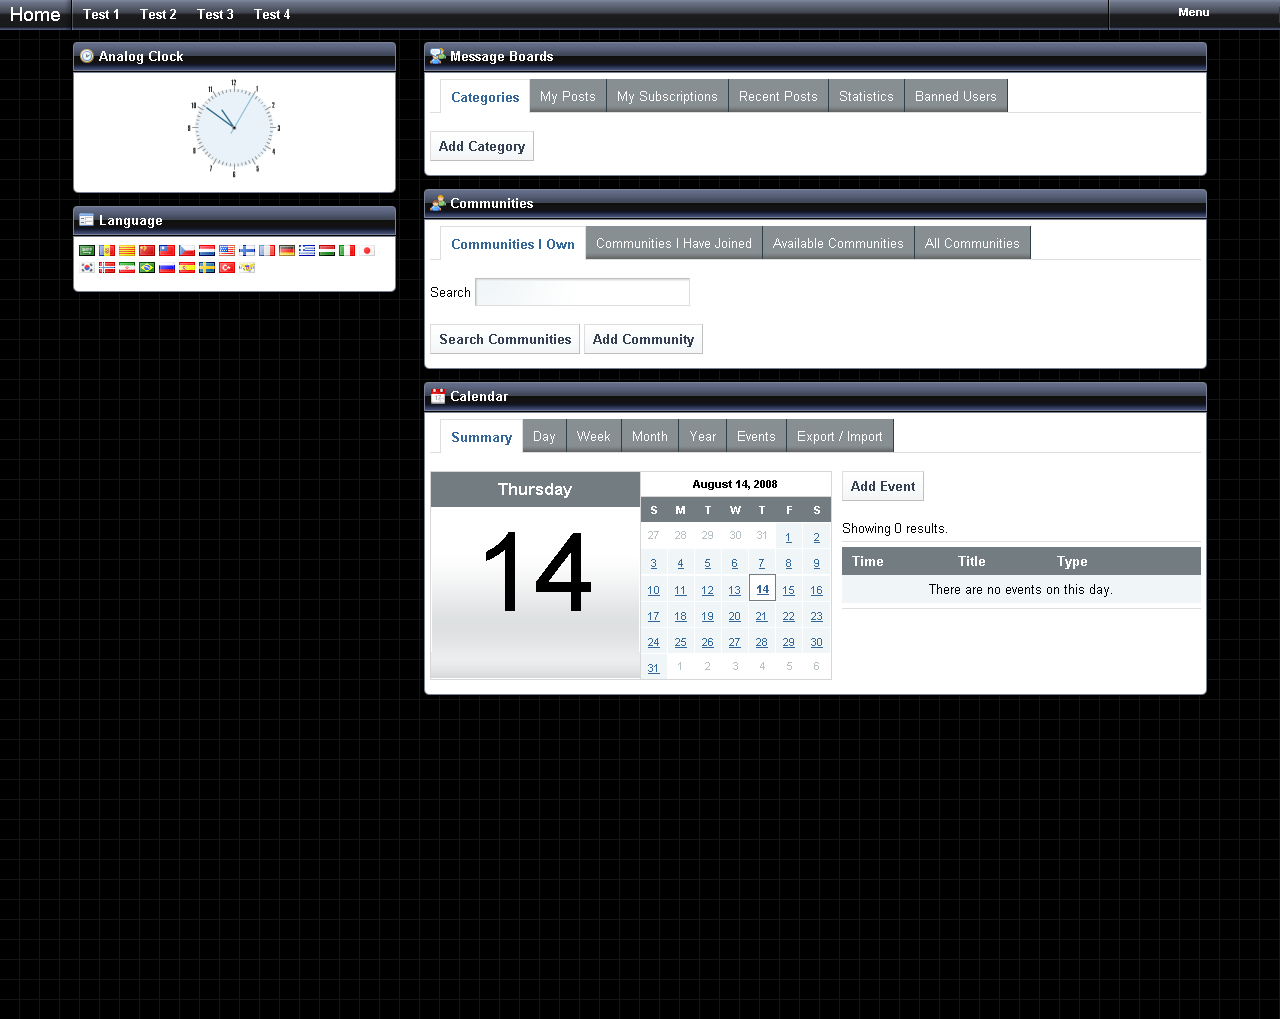 Home Test 1 Test 2 Test 3 Test 4 Menu
Analog Clock
12
1
2
3
4
5
6
7
8
9
10
11
Language
Message Boards
Categories My Posts My Subscriptions Recent Posts Statistics Banned Users
Add Category
Communities
Communities I Own Communities I Have Joined Available Communities All Communities
Search
Search Communities Add Community
Calendar
Summary Day Week Month Year Events Export / Import
Thursday
14
August 14, 2008
S M T W T F S
27 28 29 30 31 1 2
3 4 5 6 7 8 9
10 11 12 13 14 15 16
17 18 19 20 21 22 23
24 25 26 27 28 29 30
31 1 2 3 4 5 6
Add Event
Showing 0 results.
Time Title Type
There are no events on this day.